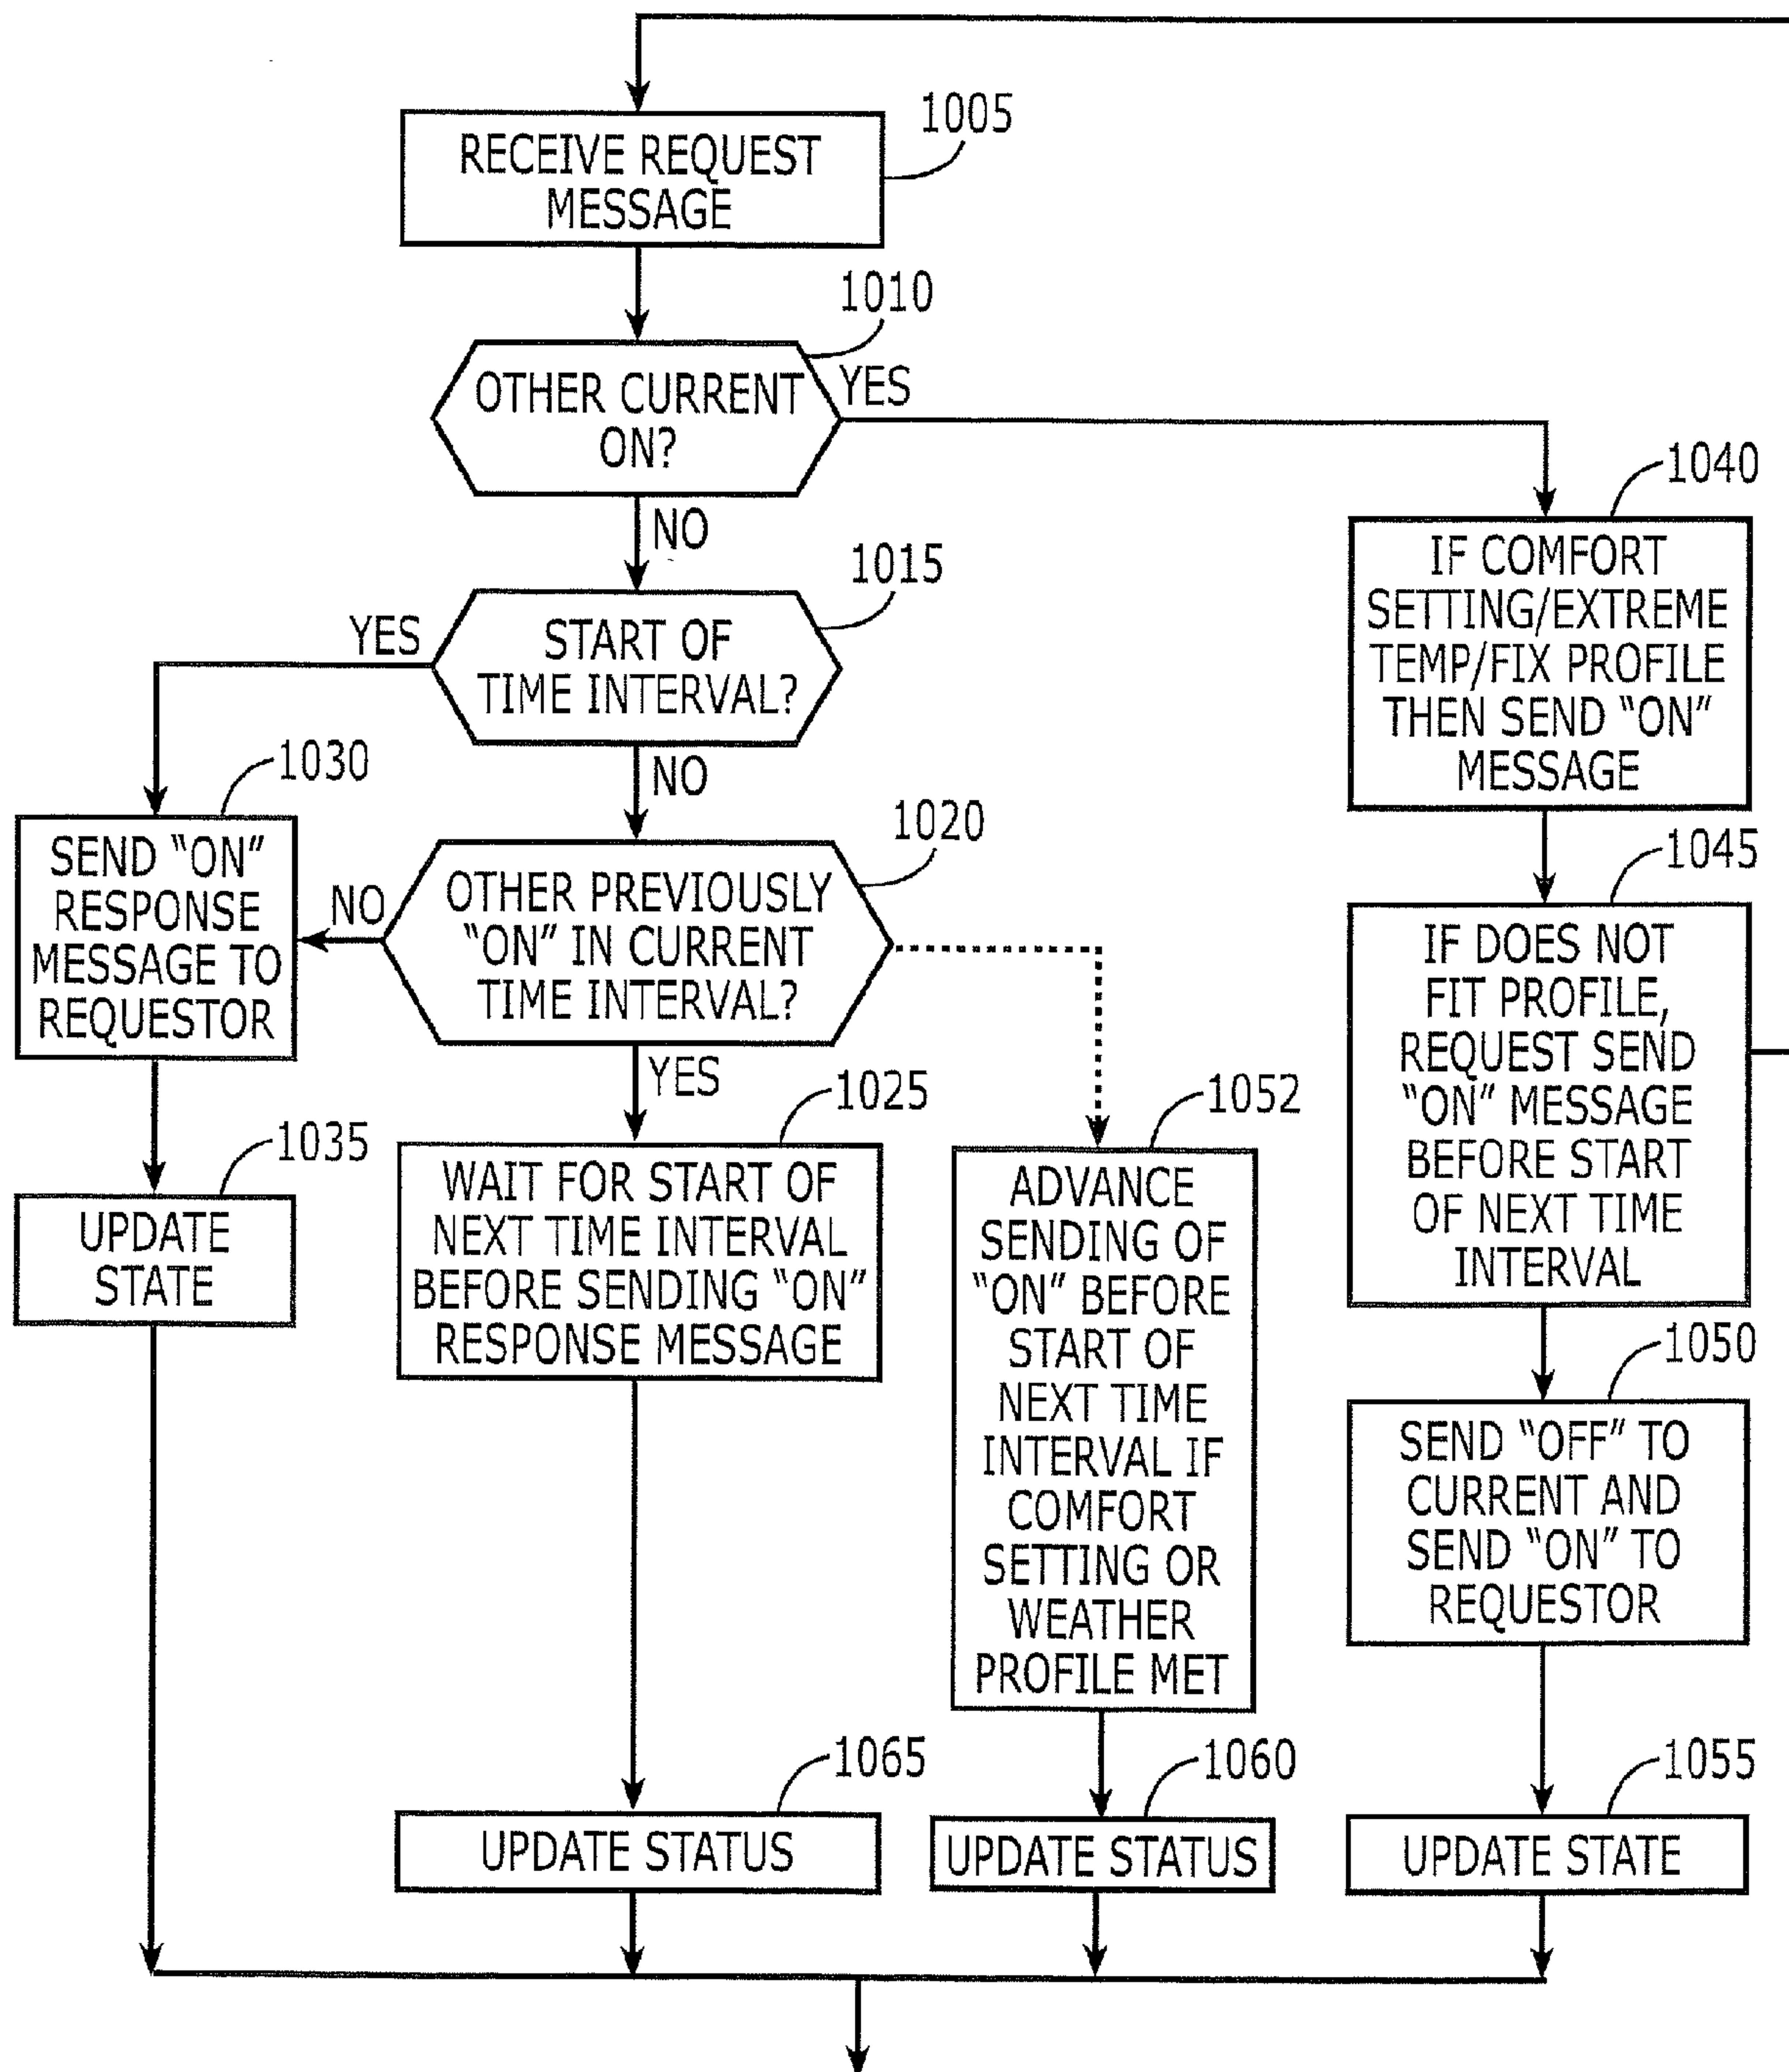 1005
RECEIVE REQUEST
MESSAGE
1010
OTHER CURRENT
ON?
YES
NO
1040
IF COMFORT
SETTING/EXTREME
TEMP/FIX PROFILE
THEN SEND “ON”
MESSAGE
1015
START OF
TIME INTERVAL?
YES
NO
1030
SEND “ON”
RESPONSE
MESSAGE TO
REQUESTOR
1020
OTHER PREVIOUSLY
“ON” IN CURRENT
TIME INTERVAL?
NO
YES
1045
IF DOES NOT
FIT PROFILE,
REQUEST SEND
“ON” MESSAGE
BEFORE START
OF NEXT TIME
INTERVAL
1035
UPDATE
STATE
1025
WAIT FOR START OF
NEXT TIME INTERVAL
BEFORE SENDING “ON”
RESPONSE MESSAGE
1052
ADVANCE
SENDING OF
“ON” BEFORE
START OF
NEXT TIME
INTERVAL IF
COMFORT
SETTING OR
WEATHER
PROFILE MET
1050
SEND “OFF” TO
CURRENT AND
SEND “ON” TO
REQUESTOR
1065
UPDATE STATUS
1060
UPDATE STATUS
1055
UPDATE STATE